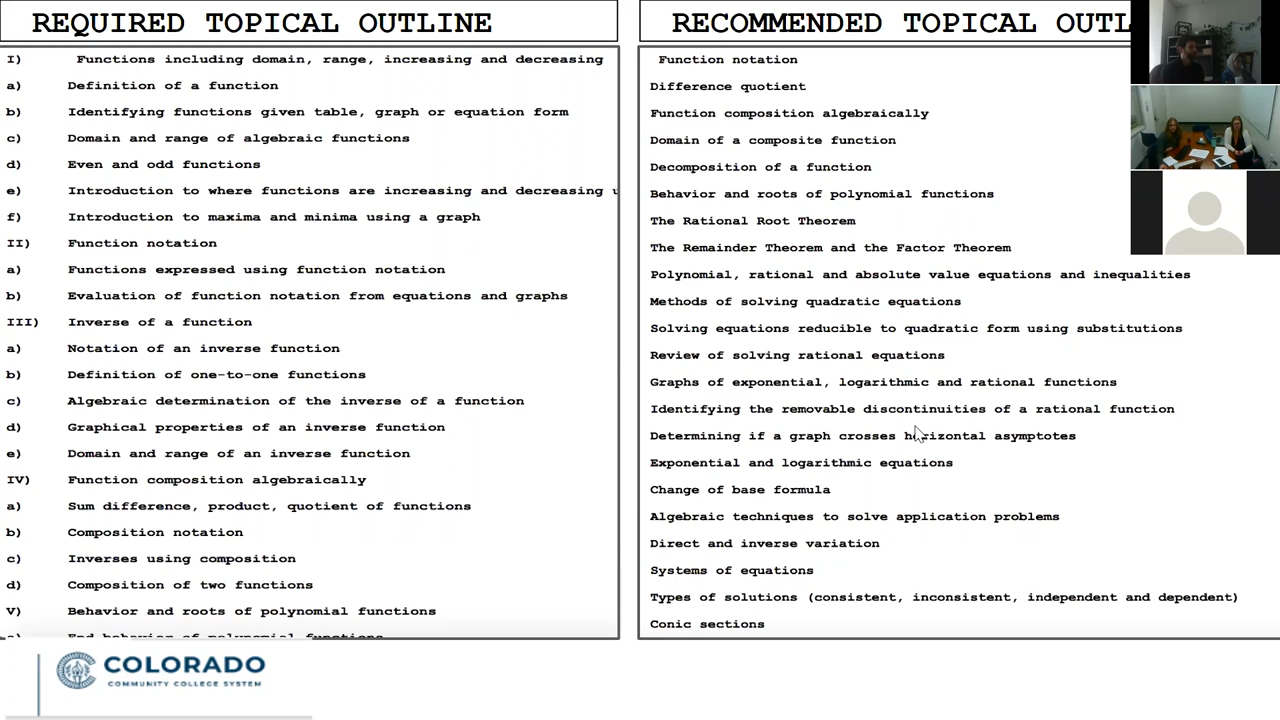 REQUIRED TOPICAL OUTLINE
I) Functions including domain, range, increasing and decreasing
a) Definition of a function
b) Identifying functions given table, graph or equation form
c) Domain and range of algebraic functions
d) Even and odd functions
e) Introduction to where functions are increasing and decreasing
f) Introduction to maxima and minima using a graph
II) Function notation
a) Functions expressed using function notation
b) Evaluation of function notation from equations and graphs
III) Inverse of a function
a) Notation of an inverse function
b) Definition of one-to-one functions
c) Algebraic determination of the inverse of a function
d) Graphical properties of an inverse function
e) Domain and range of an inverse function
IV) Function composition algebraically
a) Sum difference, product, quotient of functions
b) Composition notation
c) Inverses using composition
d) Composition of two functions
V) Behavior and roots of polynomial functions
a) End behavior of polynomial functions
RECOMMENDED TOPICAL OUTL
Function notation
Difference quotient
Function composition algebraically
Domain of a composite function
Decomposition of a function
Behavior and roots of polynomial functions
The Rational Root Theorem
The Remainder Theorem and the Factor Theorem
Polynomial, rational and absolute value equations and inequalities
Methods of solving quadratic equations
Solving equations reducible to quadratic form using substitutions
Review of solving rational equations
Graphs of exponential, logarithmic and rational functions
Identifying the removable discontinuities of a rational function
Determining if a graph crosses horizontal asymptotes
Exponential and logarithmic equations
Change of base formula
Algebraic techniques to solve application problems
Direct and inverse variation
Systems of equations
Types of solutions (consistent, inconsistent, independent and dependent)
Conic sections
COLORADO
COMMUNITY COLLEGE SYSTEM